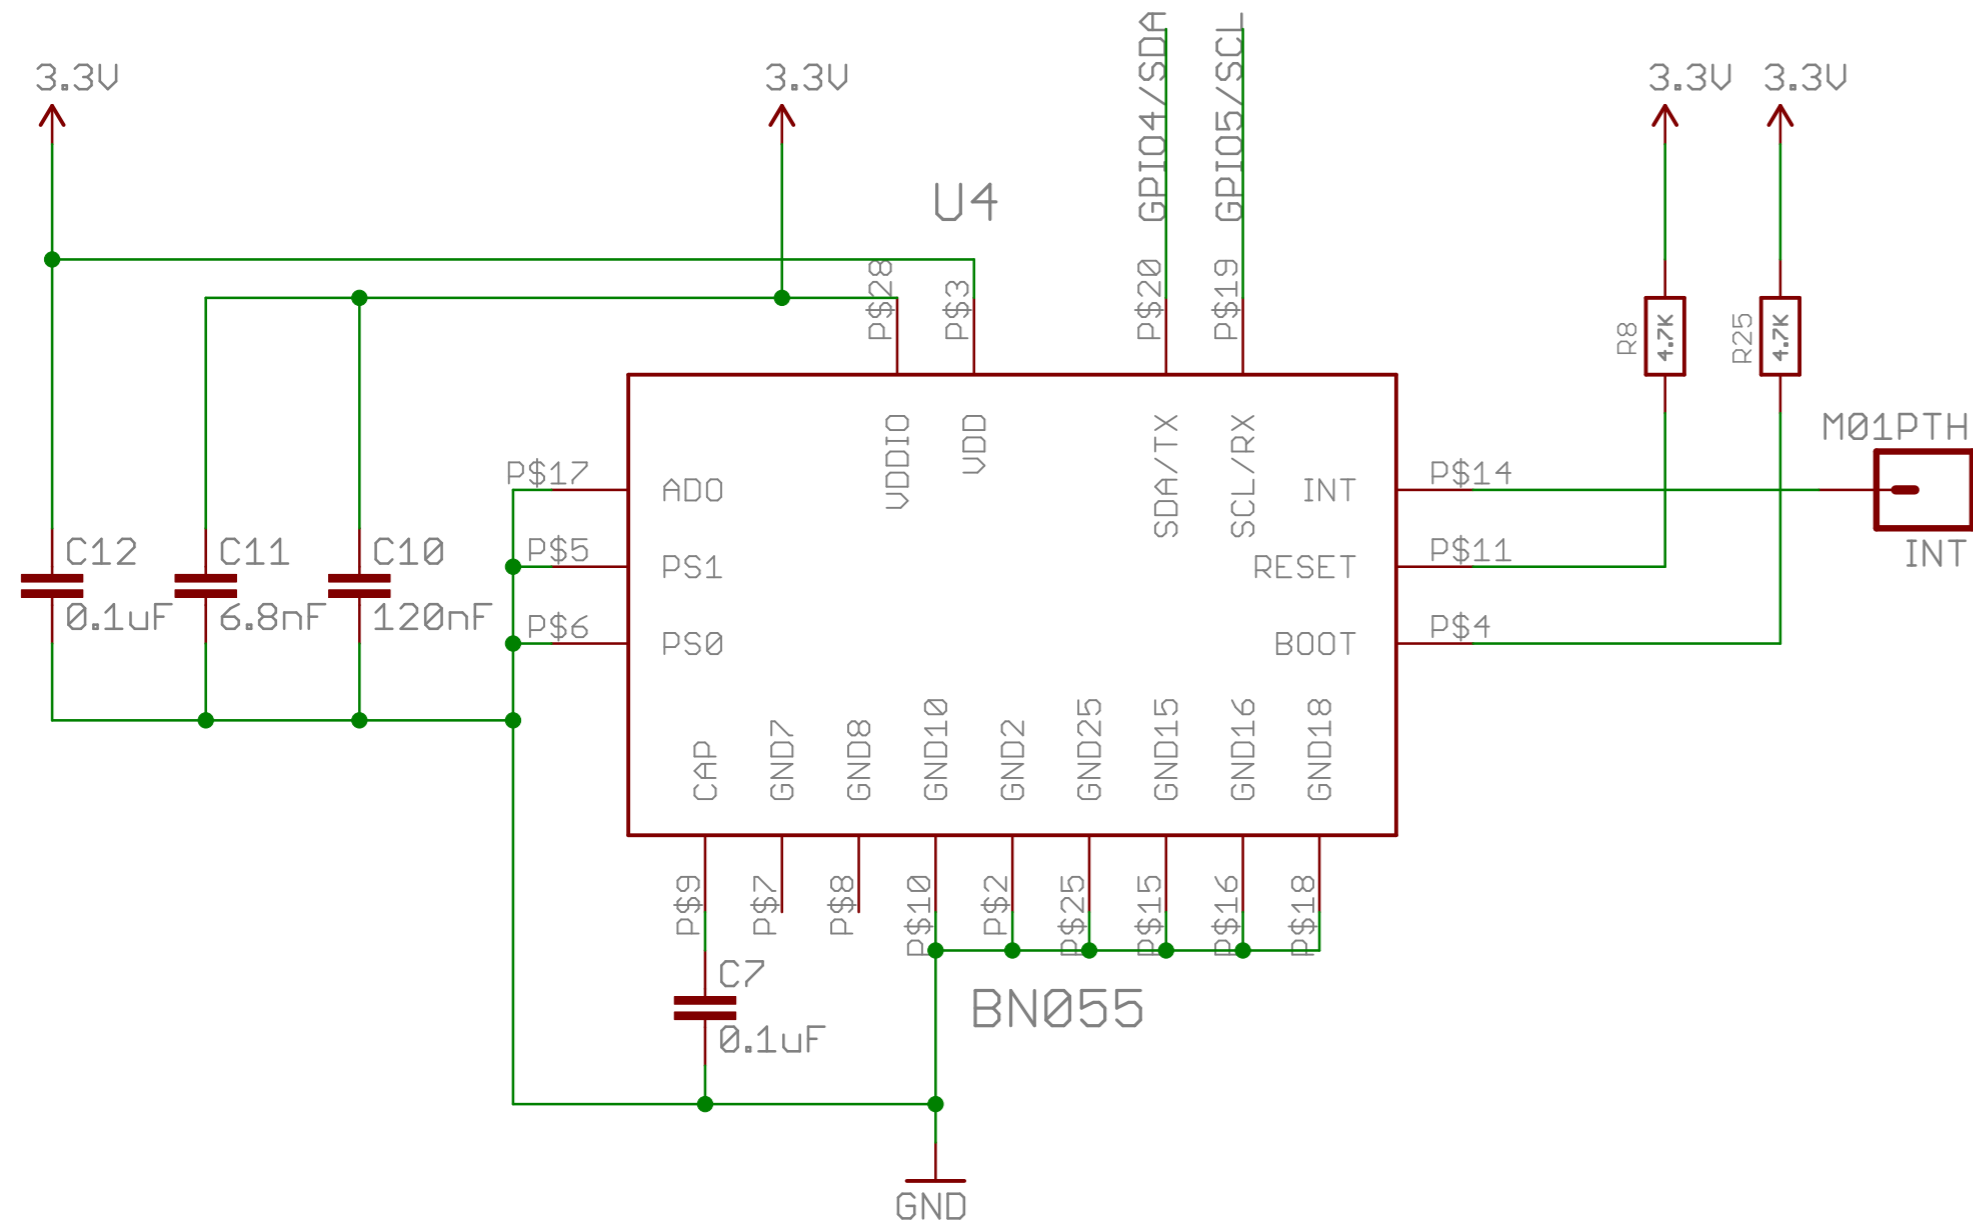 3.3V
3.3V
GPIO4/SDA
GPIO5/SCL
3.3V
3.3V
U4
P$28
P$3
P$20
P$19
R8
4.7K
R25
4.7K
VDDIO
VDD
SDA/TX
SCL/RX
M01PTH
P$17
ADO
INT
P$14
C12
C11
C10
P$5
PS1
RESET
P$11
INT
0.1uF
6.8nF
120nF
P$6
PS0
BOOT
P$4
CAP
GND7
GND8
GND10
GND2
GND25
GND15
GND16
GND18
P$9
P$7
P$8
P$10
P$2
P$25
P$15
P$16
P$18
C7
0.1uF
BN055
GND